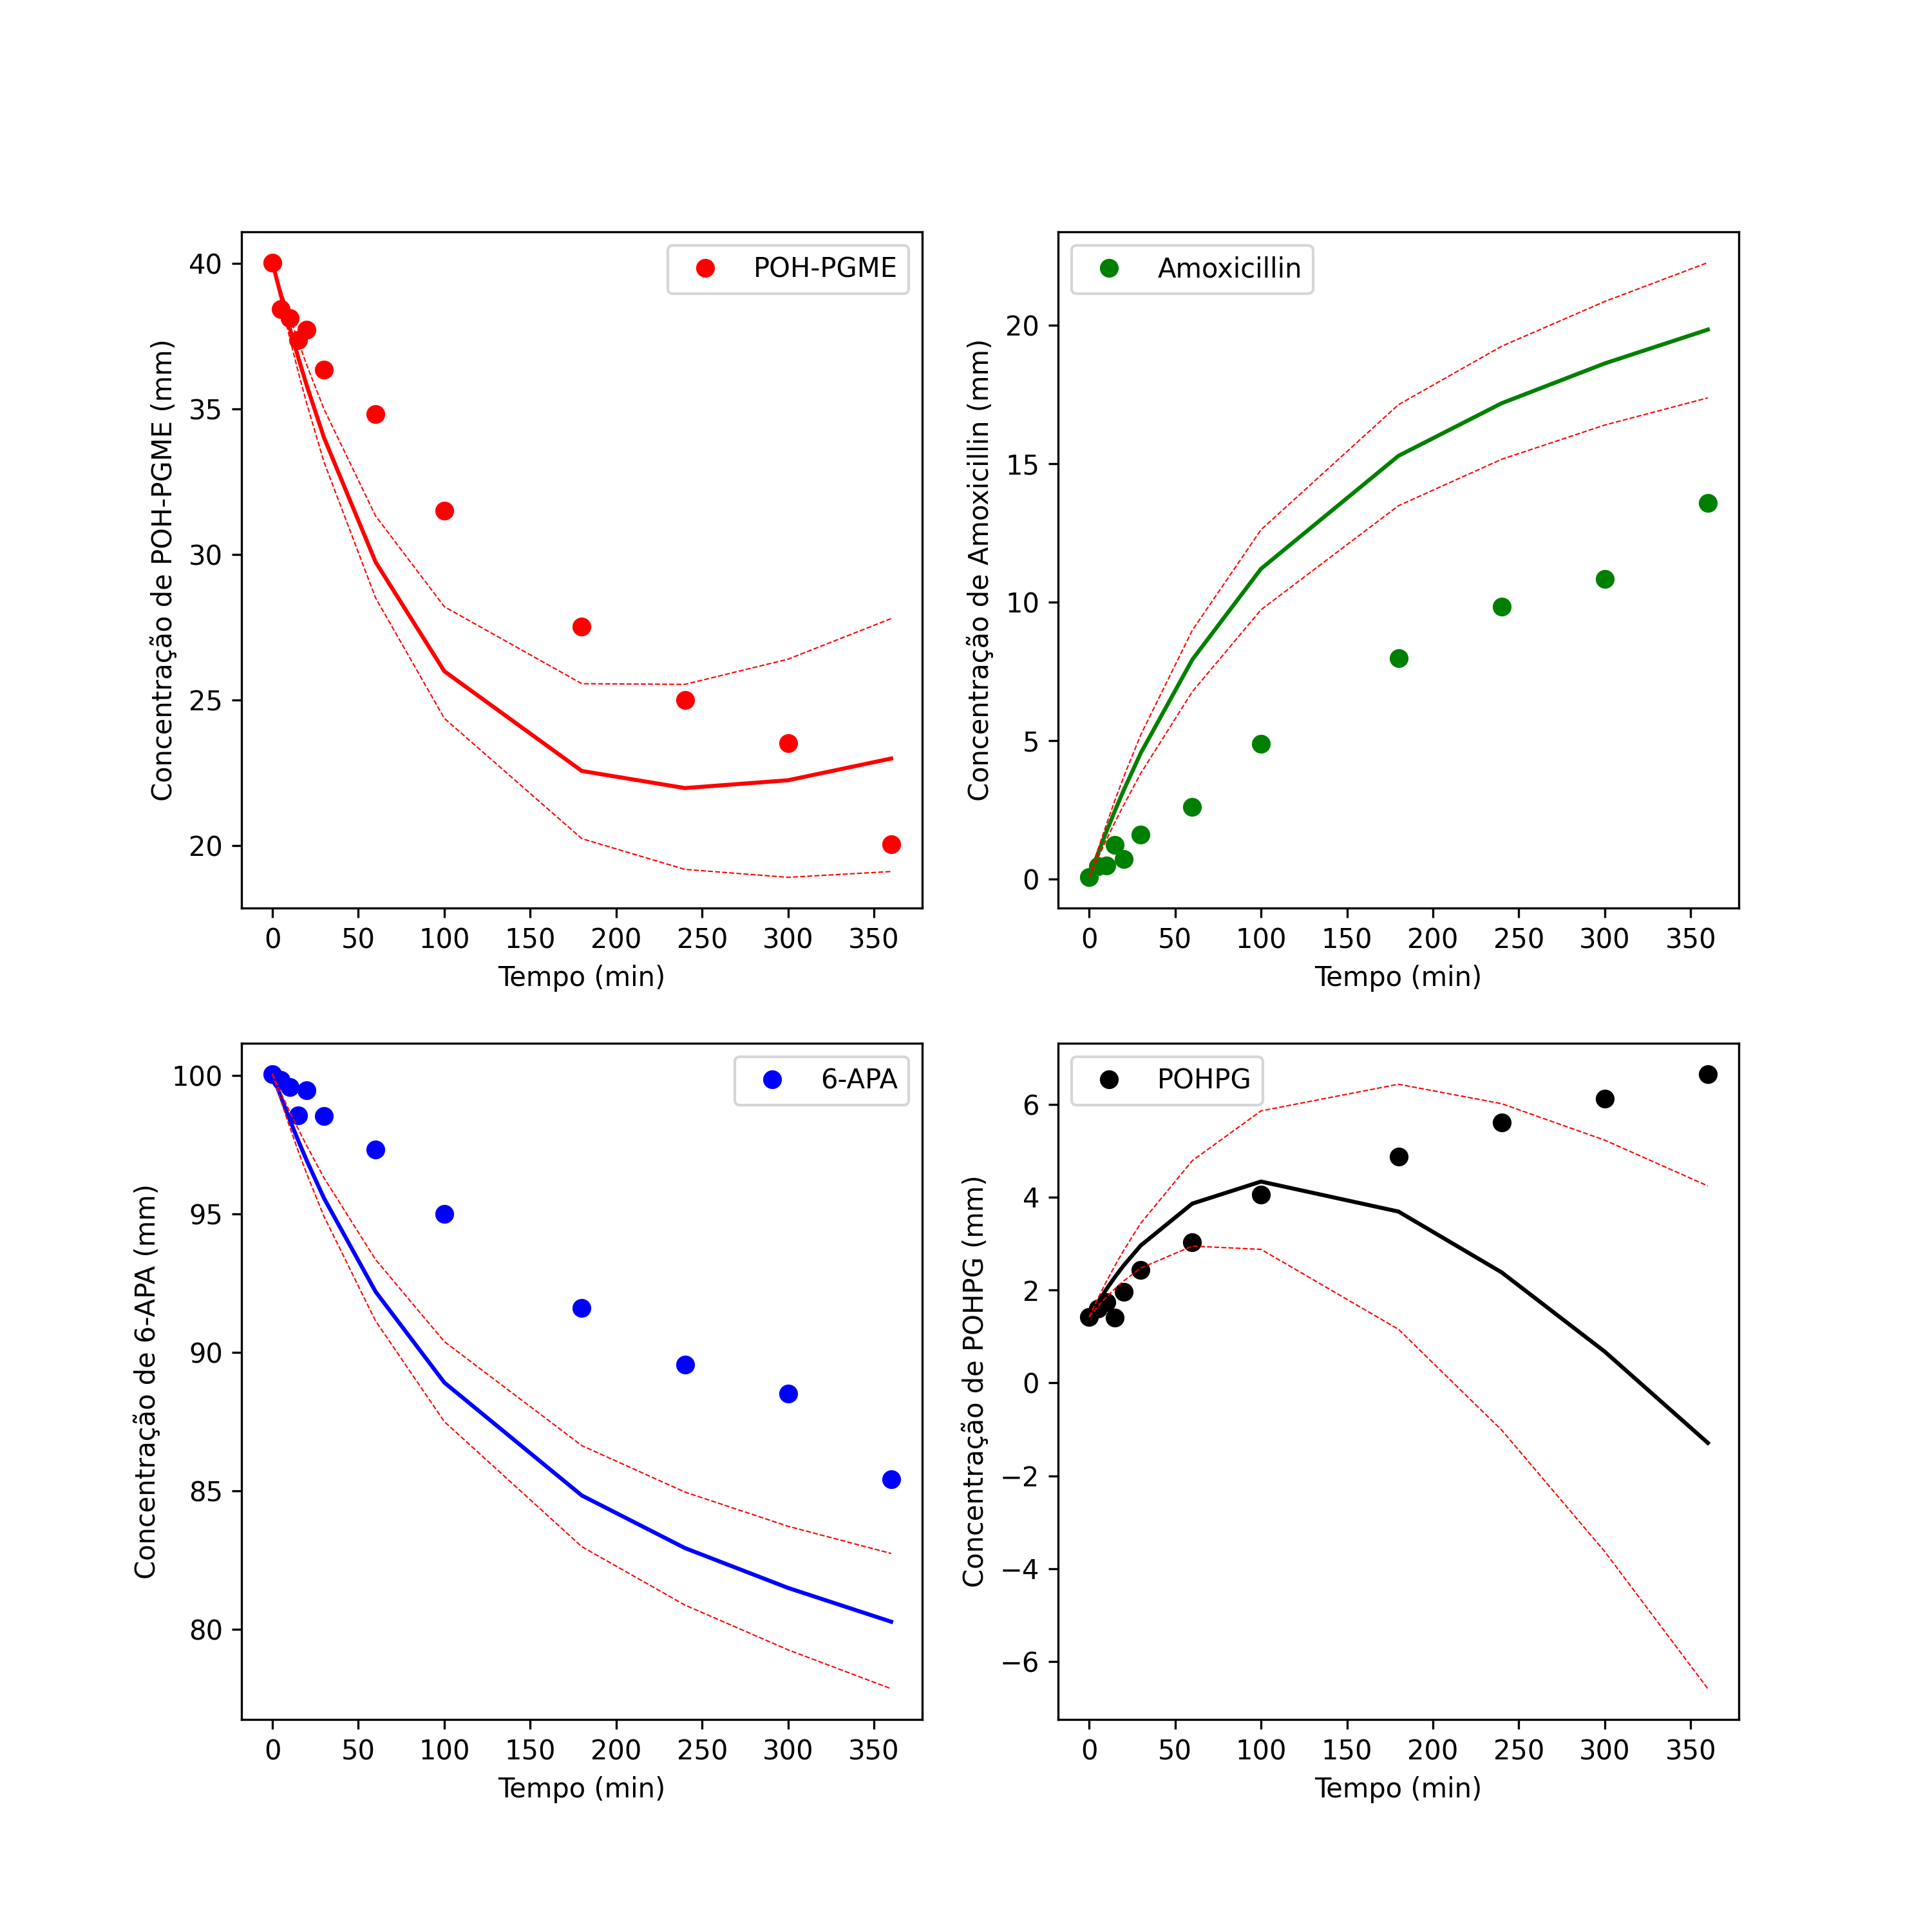 POH-PGME
40
35
30
25
20
Concentração de POH-PGME (mm)
0 50 100 150 200 250 300 350
Tempo (min)
Amoxicillin
20
15
10
5
0
Concentração de Amoxicillin (mm)
0 50 100 150 200 250 300 350
Tempo (min)
6-APA
100
95
90
85
80
Concentração de 6-APA (mm)
0 50 100 150 200 250 300 350
Tempo (min)
POHPG
6
4
2
0
−2
−4
−6
Concentração de POHPG (mm)
0 50 100 150 200 250 300 350
Tempo (min)